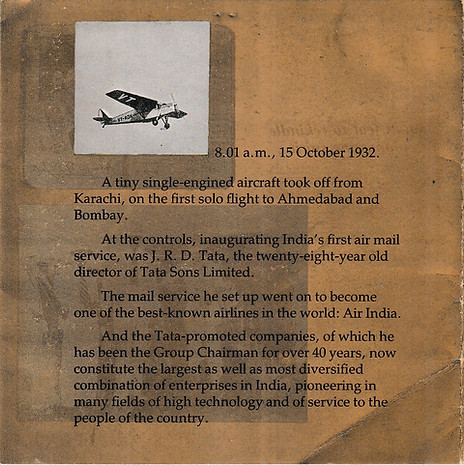 VT
8.01 a.m., 15 October 1932.
A tiny single-engined aircraft took off from
Karachi, on the first solo flight to Ahmedabad and
Bombay.
At the controls, inaugurating India's first air mail
service, was J. R. D. Tata, the twenty-eight-year old
director of Tata Sons Limited.
The mail service he set up went on to become
one of the best-known airlines in the world: Air India.
And the Tata-promoted companies, of which he
has been the Group Chairman for over 40 years, now
constitute the largest as well as most diversified
combination of enterprises in India, pioneering in
many fields of high technology and of service to the
people of the country.